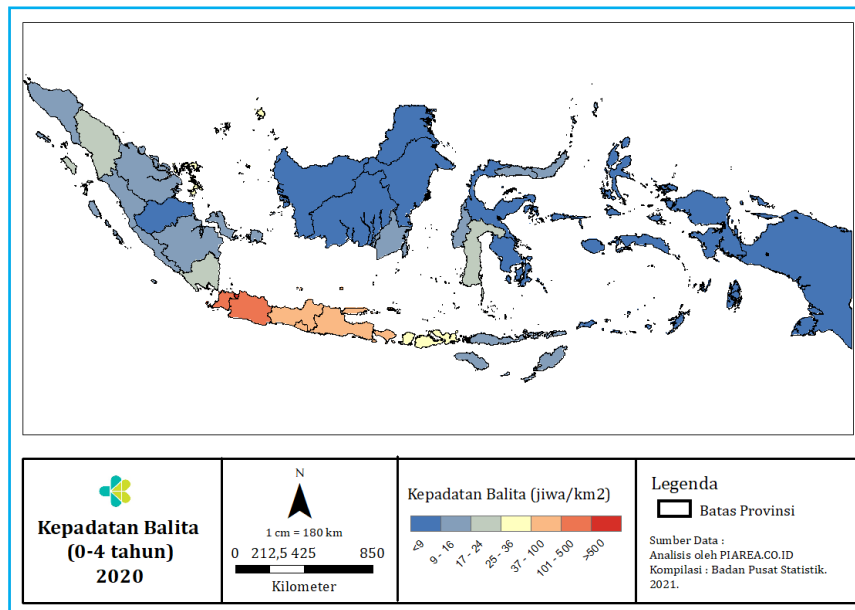 Kepadatan Balita
(0-4 tahun)
2020
N
1 cm = 180 km
0 212,5 425 850
Kilometer
Kepadatan Balita (jiwa/km2)
<9
9 - 16
17 - 24
25 - 36
37 - 100
101 - 500
>500
Legenda
Batas Provinsi
Sumber Data :
Analisis oleh PIAREA.CO.ID
Kompilasi : Badan Pusat Statistik.
2021.